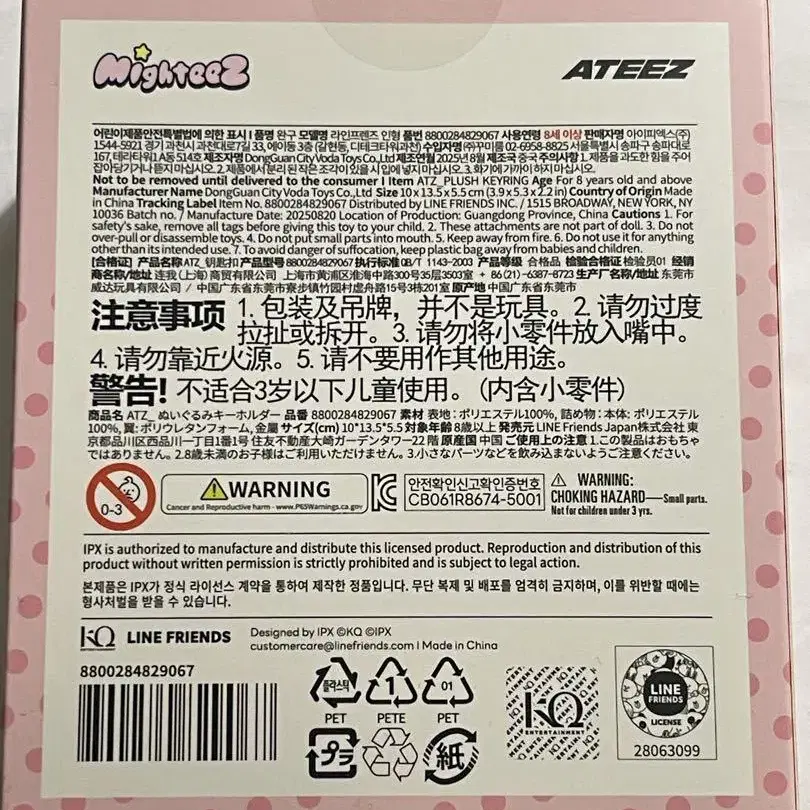 MighteeZ
ATEEZ
어린이제품안전특별법에 의한 표시 I 품명 완구 모델명 라인프렌즈 인형 품번 8800284829067 사용연령 8세 이상 판매자명 아이피엑스(주)
1544-5921 경기 과천시 과천대로7길 33, 에이동 3층 (갈현동, 디테크타워과천) 수입자명 (주)꾸미루 02-6958-8825 서울특별시 송파구 송파대로
167, 테라타워1 A동 514호 제조자명 DongGuan City Voda Toys Co.,Ltd 제조연월 2025년 8월 제조국 중국 주의사항 1. 제품을 과도한 힘을 주어
잡아당기거나 뜯지 마십시오. 2. 제품에서 분리 된 작은 조각이 있을 시 입에 넣지 마십시오. 3. 화기에 가까이 하지 마십시오.
Not to be removed until delivered to the consumer I Item ATZ_PLUSH KEYRING Age For 8 years old and above
Manufacturer Name DongGuan City Voda Toys Co.,Ltd Size 10 x 13.5 x 5.5 cm (3.9 x 5.3 x 2.2 in) Country of Origin Made
in China Tracking Label Item No. 8800284829067 Distributed by LINE FRIENDS INC. / 1515 BROADWAY, NEW YORK, NY
10036 Batch no. / Manufacture Date: 20250820 Location of Production: Guangdong Province, China Cautions 1. For
safety's sake, remove all tags before giving this toy to your child. 2. These attachments are not part of doll. 3. Do not
over-pull or disassemble toys. 4. Do not put small parts into mouth. 5. Keep away from fire. 6. Do not use it for anything
other than its intended use. 7. To avoid danger of suffocation, keep plastic bag away from babies and children.
[合格证] 产品名称 ATZ_钥匙扣 产品型号 8800284829067 执行标准 GB/T 1143-2003 产品等级 合格品 检验合格证 检验员01 经销
商名称/地址 连我 (上海) 商贸有限公司 上海市黄浦区淮海中路300号35层3503室 + 86 (21)-6387-8723 生产厂名称/地址 东莞市
威达玩具有限公司 / 中国广东省东莞市寮步镇竹园村虚舟路15号3栋201室 原产地 中国广东省东莞市
注意事项 1. 包装及吊牌，并不是玩具。2. 请勿过度
拉扯或拆开。3. 请勿将小零件放入嘴中。
4. 请勿靠近火源。5. 请不要用作其他用途。
警告! 不适合3岁以下儿童使用。(内含小零件)
商品名 ATZ_ ぬいぐるみキーホルダー 品番 8800284829067 素材 表地 : ポリエステル100%, 詰め物 : 本体: ポリエステル
100%, 翼: ポリウレタンフォーム, 金属 サイズ(cm) 10*13.5*5.5 対象年齢 8歳以上 発売元 LINE Friends Japan株式会社 東
京都品川区西品川一丁目1番1号 住友不動産大崎ガーデンタワー22 階 原産国 中国 ご使用上の注意 1.この製品はおもちゃ
ではありません。2.8歳未満のお子様はご利用いただけません。3.小さなパーツなどを飲み込まないようご注意ください。
0-3
WARNING
Cancer and Reproductive harm - www.P65Warnings.ca.gov
KC
안전확인신고확인증번호
CB061R8674-5001
WARNING:
CHOKING HAZARD—Small parts.
Not for children under 3 yrs.
IPX is authorized to manufacture and distribute this licensed product. Reproduction and distribution of this
product without written permission is strictly prohibited and is subject to legal action.
본제품은 IPX가 정식 라이선스 계약을 통하여 제작한 정품입니다. 무단 복제 및 배포를 엄격히 금지하며, 이를 위반할 때에는
형사처벌을 받을 수 있습니다.
KQ LINE FRIENDS
Designed by IPX ©KQ ©IPX
customercare@linefriends.com I Made in China
8800284829067
플라스틱
PET
1
PETE
01
PET
プラ
紙
KQ
ENTERTAINMENT
LINE
FRIENDS
LICENSE
28063099